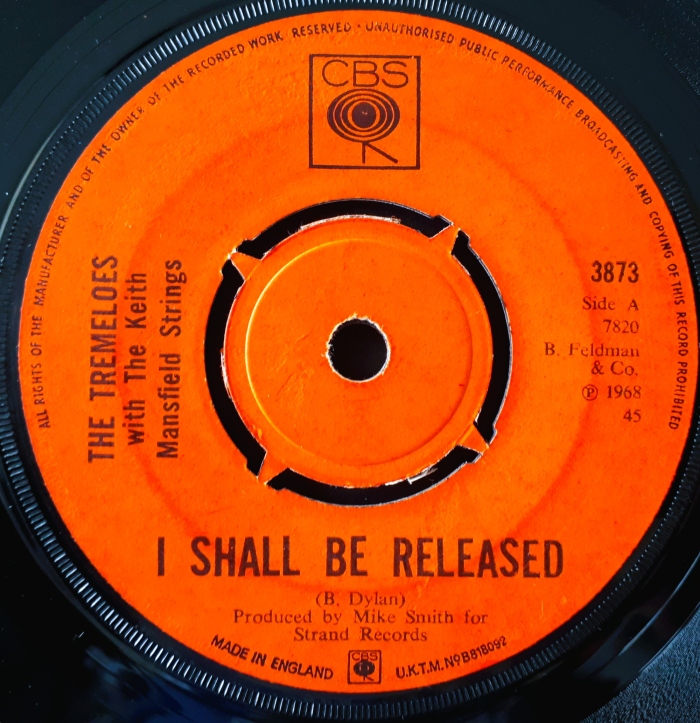 ALL RIGHTS OF THE MANUFACTURER AND OF THE OWNER OF THE RECORDED WORK RESERVED · UNAUTHORISED PUBLIC PERFORMANCE BROADCASTING AND COPYING OF THIS RECORD PROHIBITED
CBS
THE TREMELOES
with The Keith
Mansfield Strings
3873
Side A
7820
B. Feldman
& Co.
℗ 1968
45
I SHALL BE RELEASED
(B. Dylan)
Produced by Mike Smith for
Strand Records
MADE IN ENGLAND CBS U.K.T.M. Nº B818092